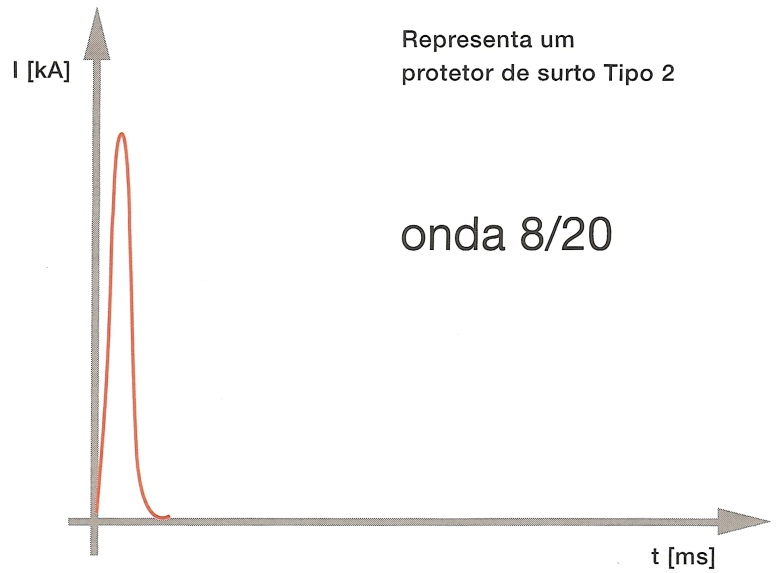 I [kA]
Representa um
protetor de surto Tipo 2
onda 8/20
t [ms]